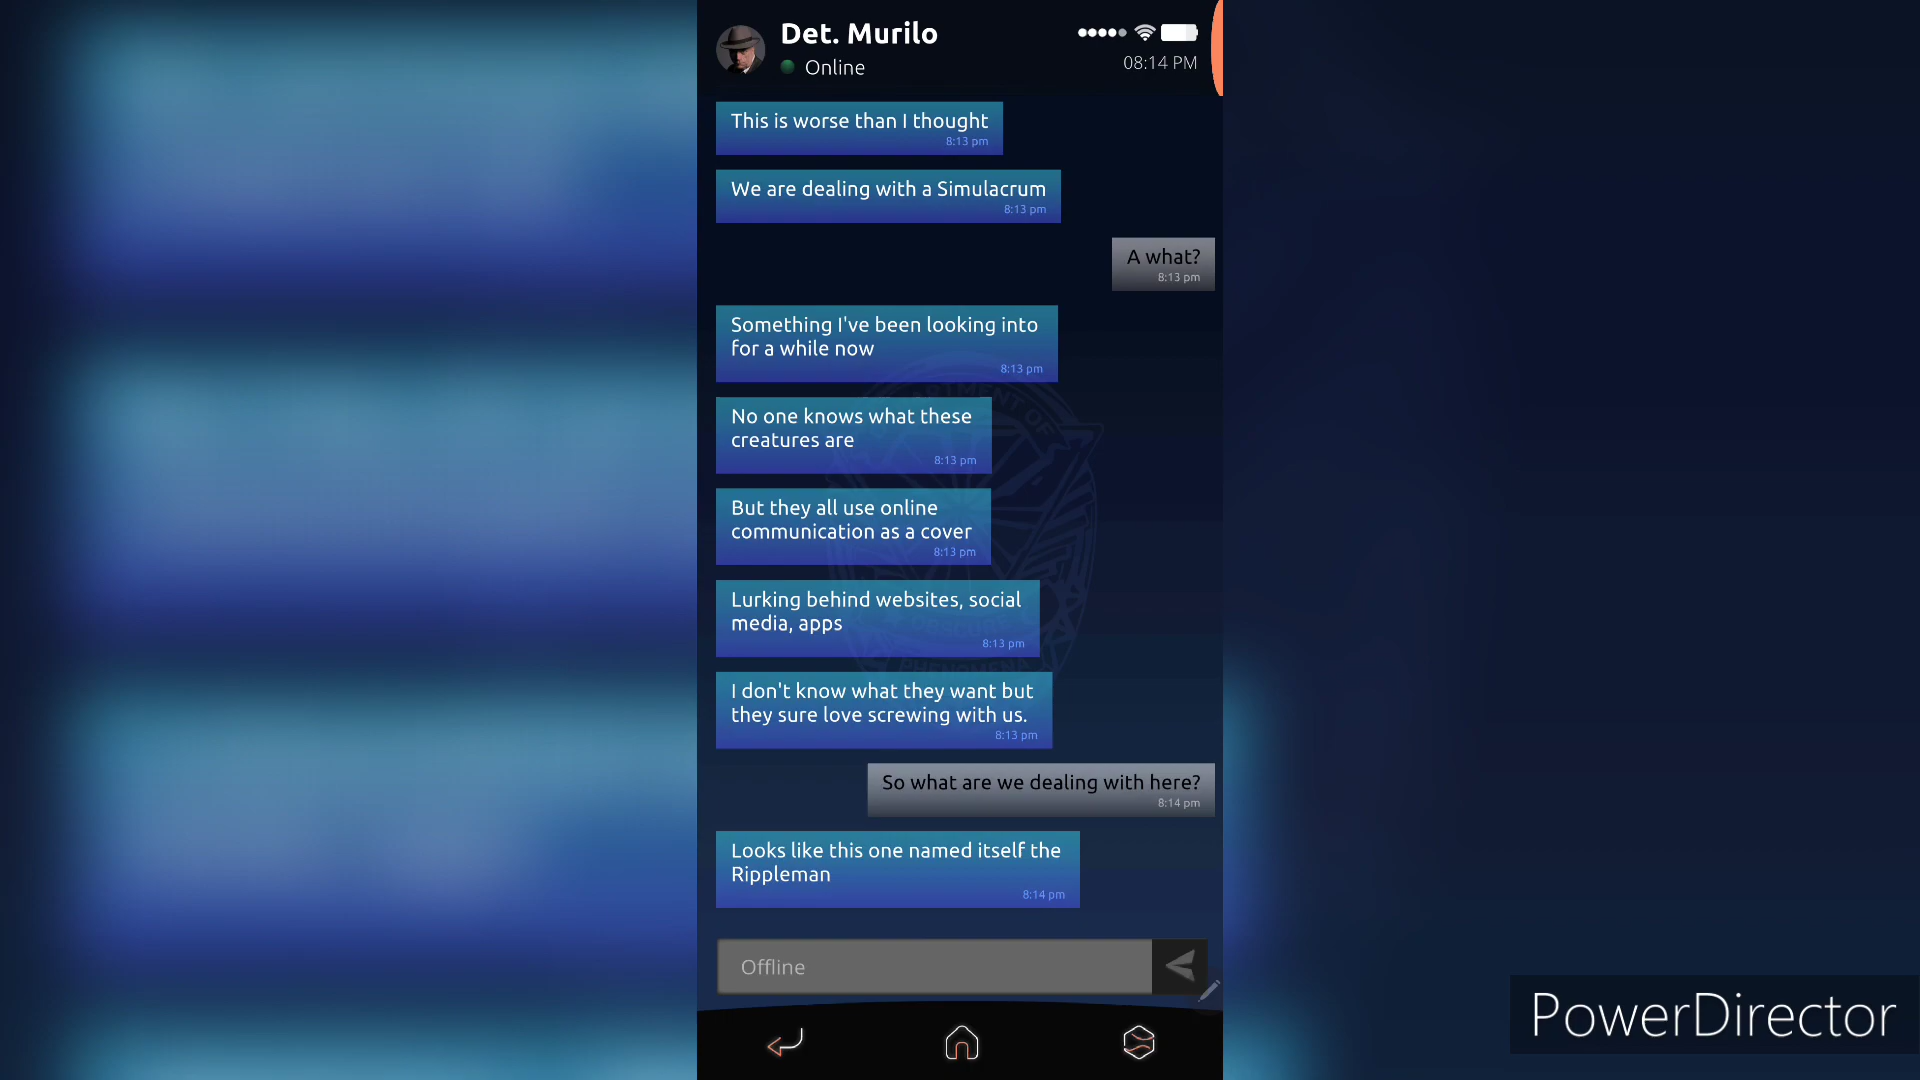 Det. Murilo
Online
08:14 PM
This is worse than I thought
8:13 pm
We are dealing with a Simulacrum
8:13 pm
A what?
8:13 pm
Something I've been looking into
for a while now
8:13 pm
No one knows what these
creatures are
8:13 pm
But they all use online
communication as a cover
8:13 pm
Lurking behind websites, social
media, apps
8:13 pm
I don't know what they want but
they sure love screwing with us.
8:13 pm
So what are we dealing with here?
8:14 pm
Looks like this one named itself the
Rippleman
8:14 pm
Offline
PowerDirector